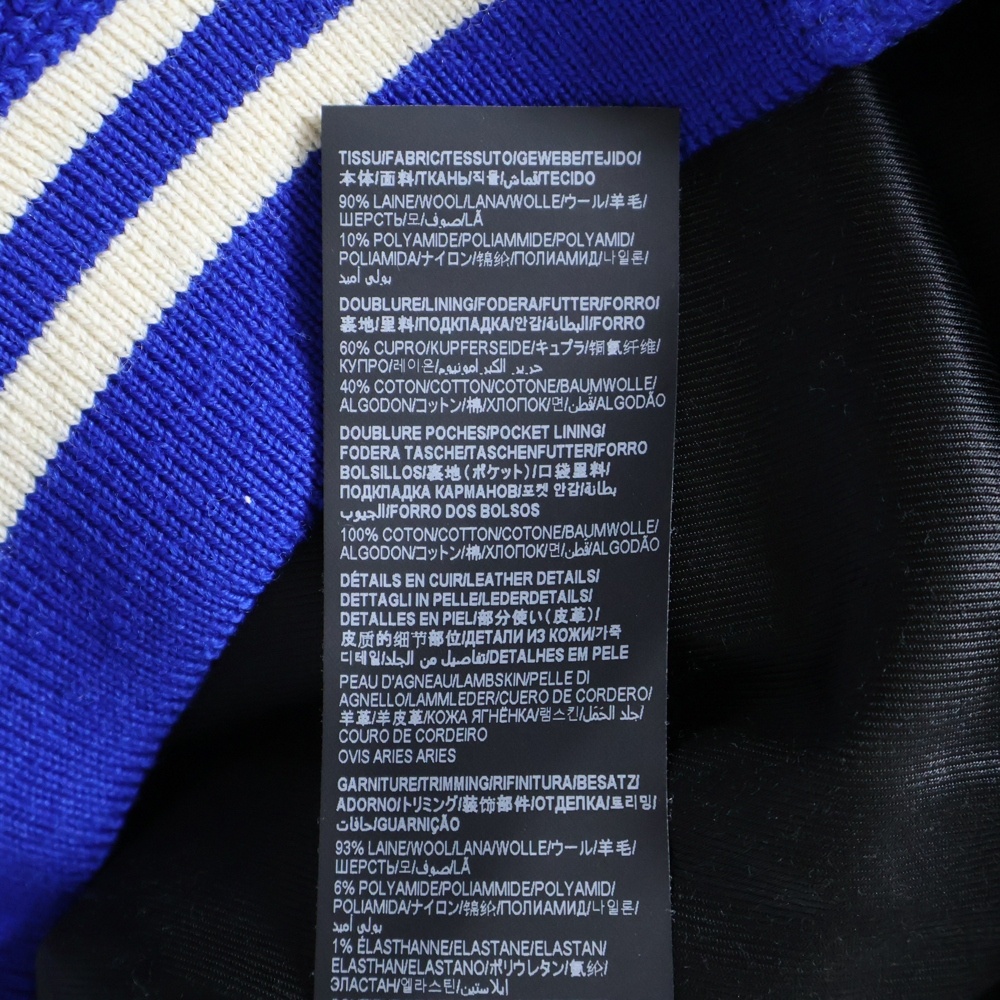 TISSU/FABRIC/TESSUTO/GEWEBE/TEJIDO/
本体/面料/ТКАНЬ/직물/قماش/TECIDO
90% LAINE/WOOL/LANA/WOLLE/ウール/羊毛/
ШЕРСТЬ/모/صوف/LÃ
10% POLYAMIDE/POLIAMMIDE/POLYAMID/
POLIAMIDA/ナイロン/锦纶/ПОЛИАМИД/나일론/
بولي أميد
DOUBLURE/LINING/FODERA/FUTTER/FORRO/
裏地/里料/ПОДКЛАДКА/안감/البطانة/FORRO
60% CUPRO/KUPFERSEIDE/キュプラ/铜氨纤维/
КУПРО/레이온/حرير الكبر أمونيوم
40% COTON/COTTON/COTONE/BAUMWOLLE/
ALGODON/コットン/棉/ХЛОПОК/면/قطن/ALGODÃO
DOUBLURE POCHES/POCKET LINING/
FODERA TASCHE/TASCHENFUTTER/FORRO
BOLSILLOS/裏地(ポケット)/口袋里料/
ПОДКЛАДКА КАРМАНОВ/포켓 안감/بطانة
الجيوب/FORRO DOS BOLSOS
100% COTON/COTTON/COTONE/BAUMWOLLE/
ALGODON/コットン/棉/ХЛОПОК/면/قطن/ALGODÃO
DÉTAILS EN CUIR/LEATHER DETAILS/
DETTAGLI IN PELLE/LEDERDETAILS/
DETALLES EN PIEL/部分使い(皮革)/
皮质的细节部位/ДЕТАЛИ ИЗ КОЖИ/가죽
디테일/تفاصيل من الجلد/DETALHES EM PELE
PEAU D'AGNEAU/LAMBSKIN/PELLE DI
AGNELLO/LAMMLEDER/CUERO DE CORDERO/
羊革/羊皮革/КОЖА ЯГНЁНКА/램스킨/جلد الحَمَل/
COURO DE CORDEIRO
OVIS ARIES ARIES
GARNITURE/TRIMMING/RIFINITURA/BESATZ/
ADORNO/トリミング/装饰部件/ОТДЕЛКА/트리밍/
حافات/GUARNIÇÃO
93% LAINE/WOOL/LANA/WOLLE/ウール/羊毛/
ШЕРСТЬ/모/صوف/LÃ
6% POLYAMIDE/POLIAMMIDE/POLYAMID/
POLIAMIDA/ナイロン/锦纶/ПОЛИАМИД/나일론/
بولي أميد
1% ÉLASTHANNE/ELASTANE/ELASTAN/
ELASTHAN/ELASTANO/ポリウレタン/氨纶/
ЭЛАСТАН/엘라스틴/ايلاستين